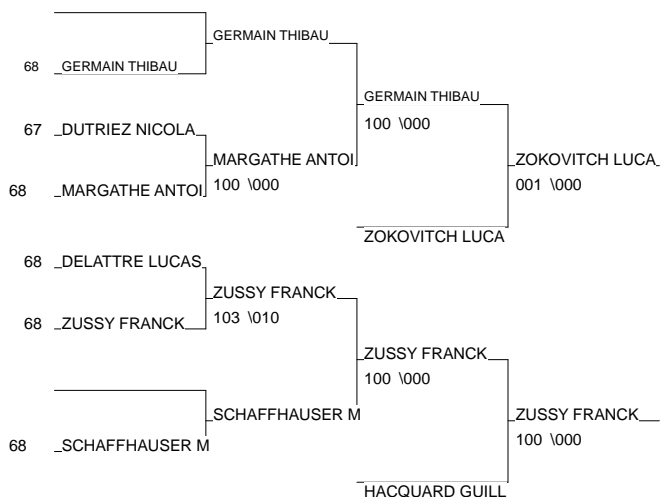 GERMAIN THIBAU
68 GERMAIN THIBAU
GERMAIN THIBAU
100 \000
67 DUTRIEZ NICOLA
MARGATHE ANTOI
100 \000
68 MARGATHE ANTOI
ZOKOVITCH LUCA
001 \000
ZOKOVITCH LUCA
68 DELATTRE LUCAS
ZUSSY FRANCK
103 \010
68 ZUSSY FRANCK
ZUSSY FRANCK
100 \000
SCHAFFHAUSER M
68 SCHAFFHAUSER M
ZUSSY FRANCK
100 \000
HACQUARD GUILL